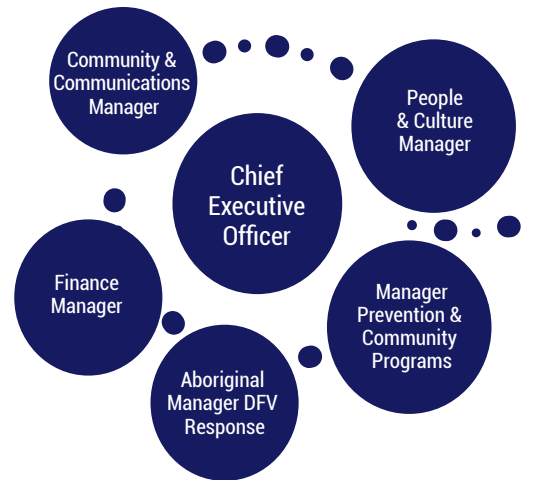 Community &
Communications
Manager
People
& Culture
Manager
Chief
Executive
Officer
Finance
Manager
Manager
Prevention &
Community
Programs
Aboriginal
Manager DFV
Response